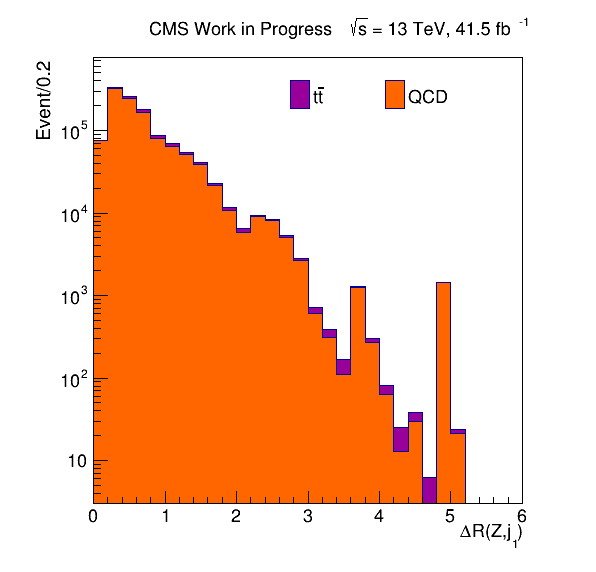 CMS Work in Progress √s = 13 TeV, 41.5 fb⁻¹
Event/0.2
tt̄
QCD
10⁵
10⁴
10³
10²
10
0 1 2 3 4 5 6
ΔR(Z,j₁)